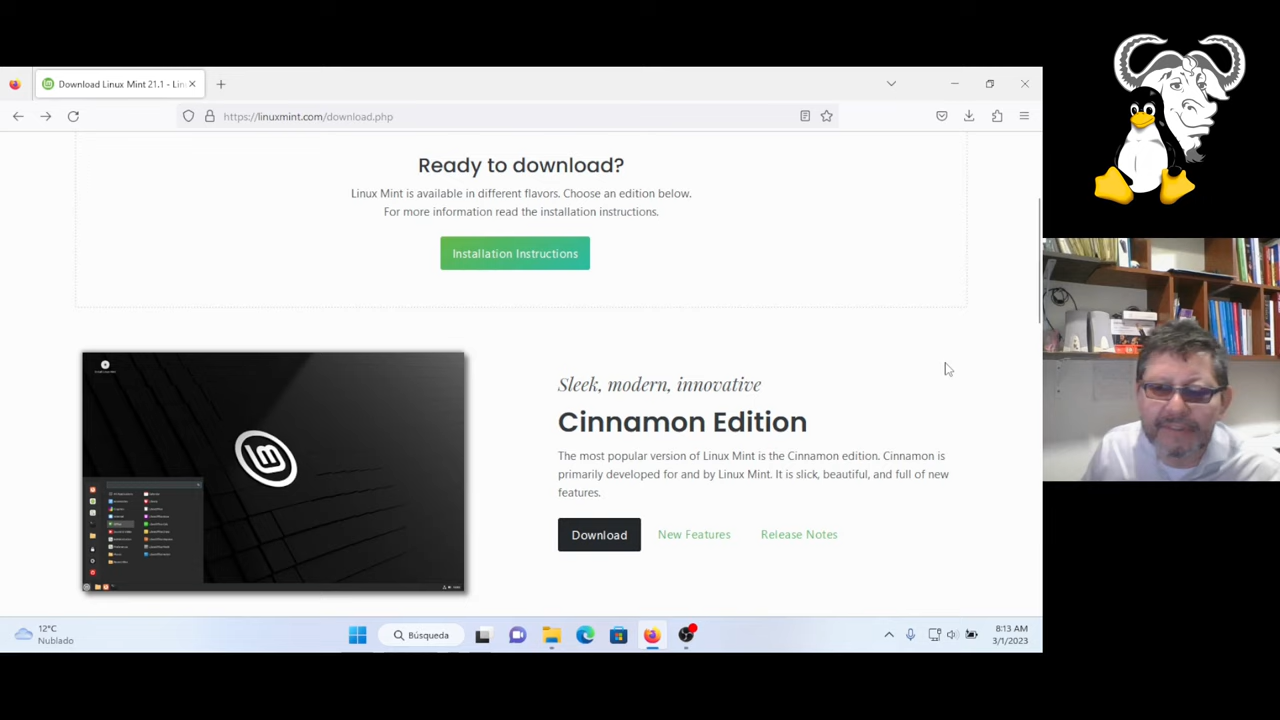 Download Linux Mint 21.1 - Lin
https://linuxmint.com/download.php
Ready to download?
Linux Mint is available in different flavors. Choose an edition below.
For more information read the installation instructions.
Installation Instructions
Sleek, modern, innovative
Cinnamon Edition
The most popular version of Linux Mint is the Cinnamon edition. Cinnamon is
primarily developed for and by Linux Mint. It is slick, beautiful, and full of new
features.
Download New Features Release Notes
12°C
Nublado
Búsqueda
8:13 AM
3/1/2023